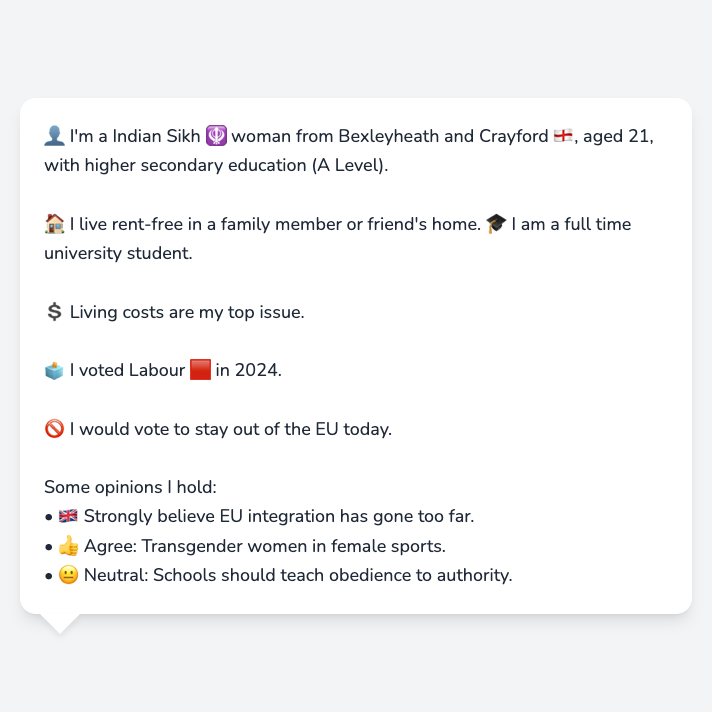 👤 I'm a Indian Sikh 🪯 woman from Bexleyheath and Crayford 🏴󠁧󠁢󠁥󠁮󠁧󠁿, aged 21,
with higher secondary education (A Level).
🏠 I live rent-free in a family member or friend's home. 🎓 I am a full time
university student.
💲 Living costs are my top issue.
🗳️ I voted Labour 🟥 in 2024.
🚫 I would vote to stay out of the EU today.
Some opinions I hold:
• 🇬🇧 Strongly believe EU integration has gone too far.
• 👍 Agree: Transgender women in female sports.
• 😐 Neutral: Schools should teach obedience to authority.